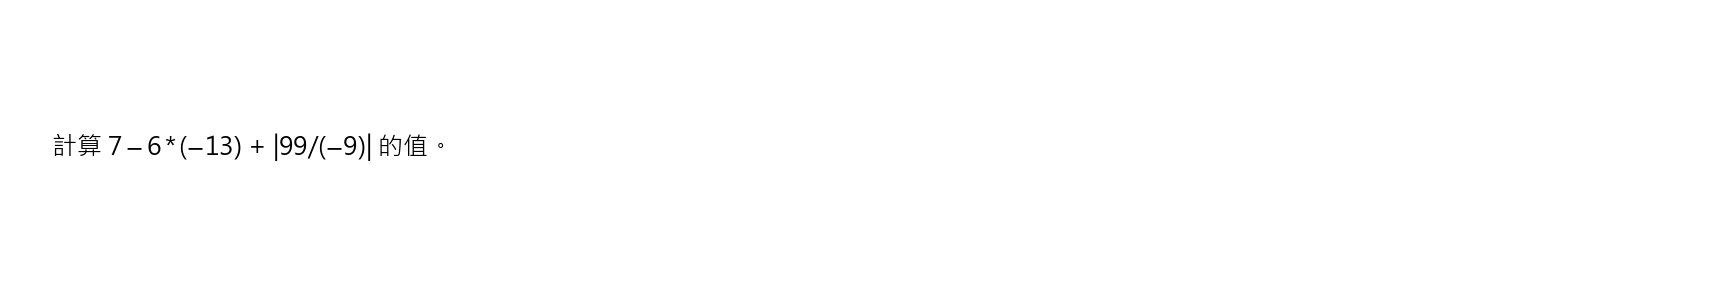 計算 7 – 6 * (–13) + |99/(–9)| 的值。